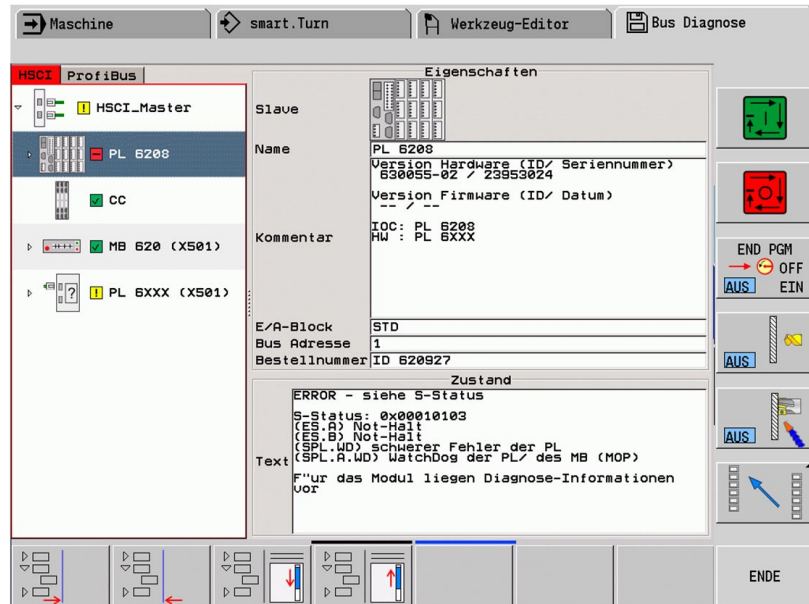 Maschine
smart.Turn
Werkzeug-Editor
Bus Diagnose
HSCI
ProfiBus
HSCI_Master
PL 6208
CC
MB 620 (X501)
PL 6XXX (X501)
Eigenschaften
Slave
Name
PL 6208
Kommentar
Version Hardware (ID/ Seriennummer)
630055-02 / 23953024
Version Firmware (ID/ Datum)
-- / --
IOC: PL 6208
HW : PL 6XXX
E/A-Block
STD
Bus Adresse
1
Bestellnummer
ID 620927
Zustand
Text
ERROR - siehe S-Status
S-Status: 0x00010103
(ES.A) Not-Halt
(ES.B) Not-Halt
(SPL.WD) schwerer Fehler der PL
(SPL.A.WD) WatchDog der PL/ des MB (MOP)
F"ur das Modul liegen Diagnose-Informationen
vor
END PGM
OFF
AUS EIN
AUS
AUS
ENDE